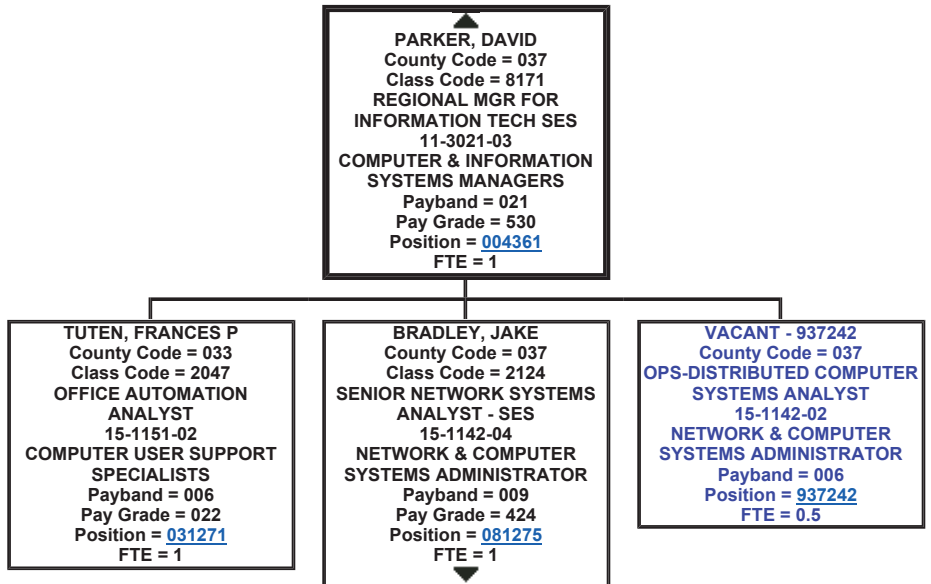 PARKER, DAVID
County Code = 037
Class Code = 8171
REGIONAL MGR FOR
INFORMATION TECH SES
11-3021-03
COMPUTER & INFORMATION
SYSTEMS MANAGERS
Payband = 021
Pay Grade = 530
Position = 004361
FTE = 1
TUTEN, FRANCES P
County Code = 033
Class Code = 2047
OFFICE AUTOMATION
ANALYST
15-1151-02
COMPUTER USER SUPPORT
SPECIALISTS
Payband = 006
Pay Grade = 022
Position = 031271
FTE = 1
BRADLEY, JAKE
County Code = 037
Class Code = 2124
SENIOR NETWORK SYSTEMS
ANALYST - SES
15-1142-04
NETWORK & COMPUTER
SYSTEMS ADMINISTRATOR
Payband = 009
Pay Grade = 424
Position = 081275
FTE = 1
VACANT - 937242
County Code = 037
OPS-DISTRIBUTED COMPUTER
SYSTEMS ANALYST
15-1142-02
NETWORK & COMPUTER
SYSTEMS ADMINISTRATOR
Payband = 006
Position = 937242
FTE = 0.5